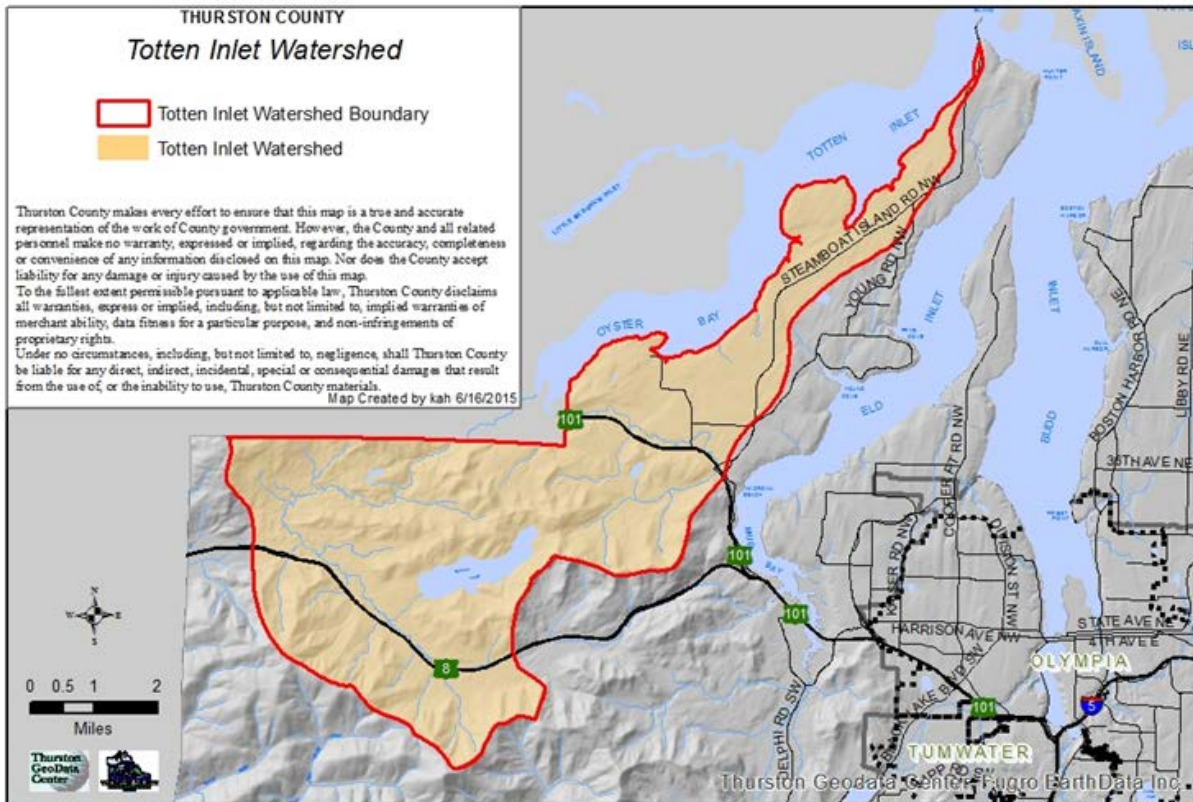 THURSTON COUNTY
Totten Inlet Watershed
Totten Inlet Watershed Boundary
Totten Inlet Watershed
Thurston County makes every effort to ensure that this map is a true and accurate
representation of the work of County government. However, the County and all related
personnel make no warranty, expressed or implied, regarding the accuracy, completeness
or convenience of any information disclosed on this map. Nor does the County accept
liability for any damage or injury caused by the use of this map.
To the fullest extent permissible pursuant to applicable law, Thurston County disclaims
all warranties, express or implied, including, but not limited to, implied warranties of
merchant ability, data fitness for a particular purpose, and non-infringements of
proprietary rights.
Under no circumstances, including, but not limited to, negligence, shall Thurston County
be liable for any direct, indirect, incidental, special or consequential damages that result
from the use of, or the inability to use, Thurston County materials.
Map Created by kah 6/16/2015
ISLAND
TOTTEN INLET
STEAMBOAT ISLAND RD NW
YOUNG RD NW
OYSTER BAY
ELD INLET
BUDD INLET
BOSTON HARBOR RD NE
LIBBY RD NE
36TH AVE NE
COOPER PT RD NW
KAISER RD NW
DIVISION ST NW
HARRISON AVE NW
STATE AVE NE
4TH AVE E
OLYMPIA
TUMWATER
DELPHI RD SW
101
101
101
101
8
5
N
W E
S
0 0.5 1 2
Miles
Thurston
GeoData
Center
Thurston Geodata Center, Fugro EarthData Inc